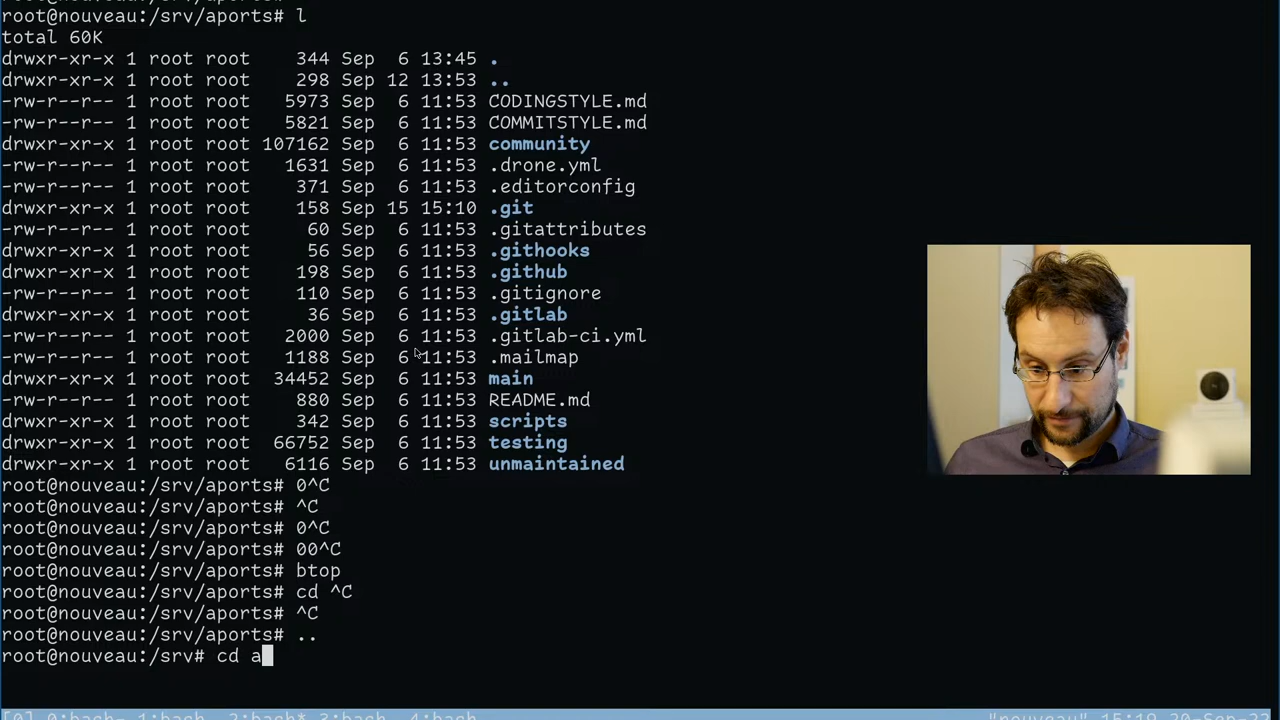 root@nouveau:/srv/aports# l
total 60K
drwxr-xr-x 1 root root    344 Sep  6 13:45 .
drwxr-xr-x 1 root root    298 Sep 12 13:53 ..
-rw-r--r-- 1 root root   5973 Sep  6 11:53 CODINGSTYLE.md
-rw-r--r-- 1 root root   5821 Sep  6 11:53 COMMITSTYLE.md
drwxr-xr-x 1 root root 107162 Sep  6 11:53 community
-rw-r--r-- 1 root root   1631 Sep  6 11:53 .drone.yml
-rw-r--r-- 1 root root    371 Sep  6 11:53 .editorconfig
drwxr-xr-x 1 root root    158 Sep 15 15:10 .git
-rw-r--r-- 1 root root     60 Sep  6 11:53 .gitattributes
drwxr-xr-x 1 root root     56 Sep  6 11:53 .githooks
drwxr-xr-x 1 root root    198 Sep  6 11:53 .github
-rw-r--r-- 1 root root    110 Sep  6 11:53 .gitignore
drwxr-xr-x 1 root root     36 Sep  6 11:53 .gitlab
-rw-r--r-- 1 root root   2000 Sep  6 11:53 .gitlab-ci.yml
-rw-r--r-- 1 root root   1188 Sep  6 11:53 .mailmap
drwxr-xr-x 1 root root  34452 Sep  6 11:53 main
-rw-r--r-- 1 root root    880 Sep  6 11:53 README.md
drwxr-xr-x 1 root root    342 Sep  6 11:53 scripts
drwxr-xr-x 1 root root  66752 Sep  6 11:53 testing
drwxr-xr-x 1 root root   6116 Sep  6 11:53 unmaintained
root@nouveau:/srv/aports# 0^C
root@nouveau:/srv/aports# ^C
root@nouveau:/srv/aports# 0^C
root@nouveau:/srv/aports# 00^C
root@nouveau:/srv/aports# btop
root@nouveau:/srv/aports# cd ^C
root@nouveau:/srv/aports# ^C
root@nouveau:/srv/aports# ..
root@nouveau:/srv# cd a